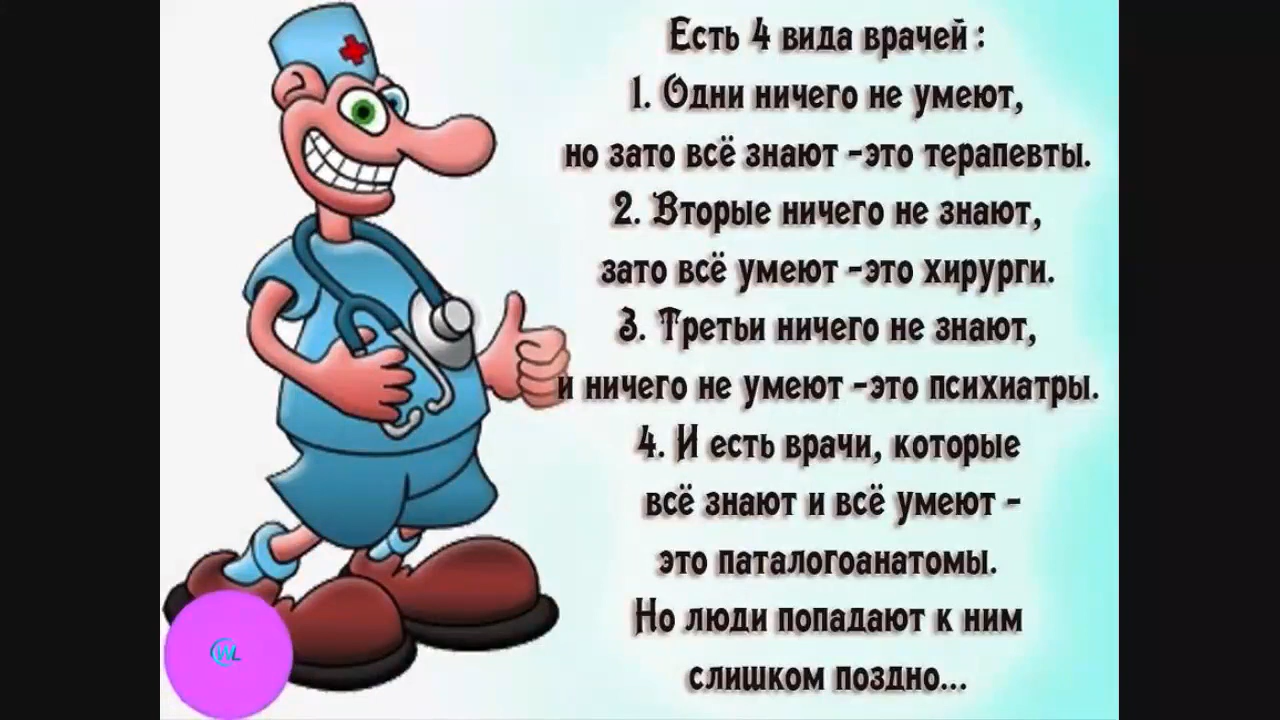 Есть 4 вида врачей :
1. Одни ничего не умеют,
но зато всё знают -это терапевты.
2. Вторые ничего не знают,
зато всё умеют -это хирурги.
3. Третьи ничего не знают,
и ничего не умеют -это психиатры.
4. И есть врачи, которые
всё знают и всё умеют -
это паталогоанатомы.
Но люди попадают к ним
слишком поздно...
WL